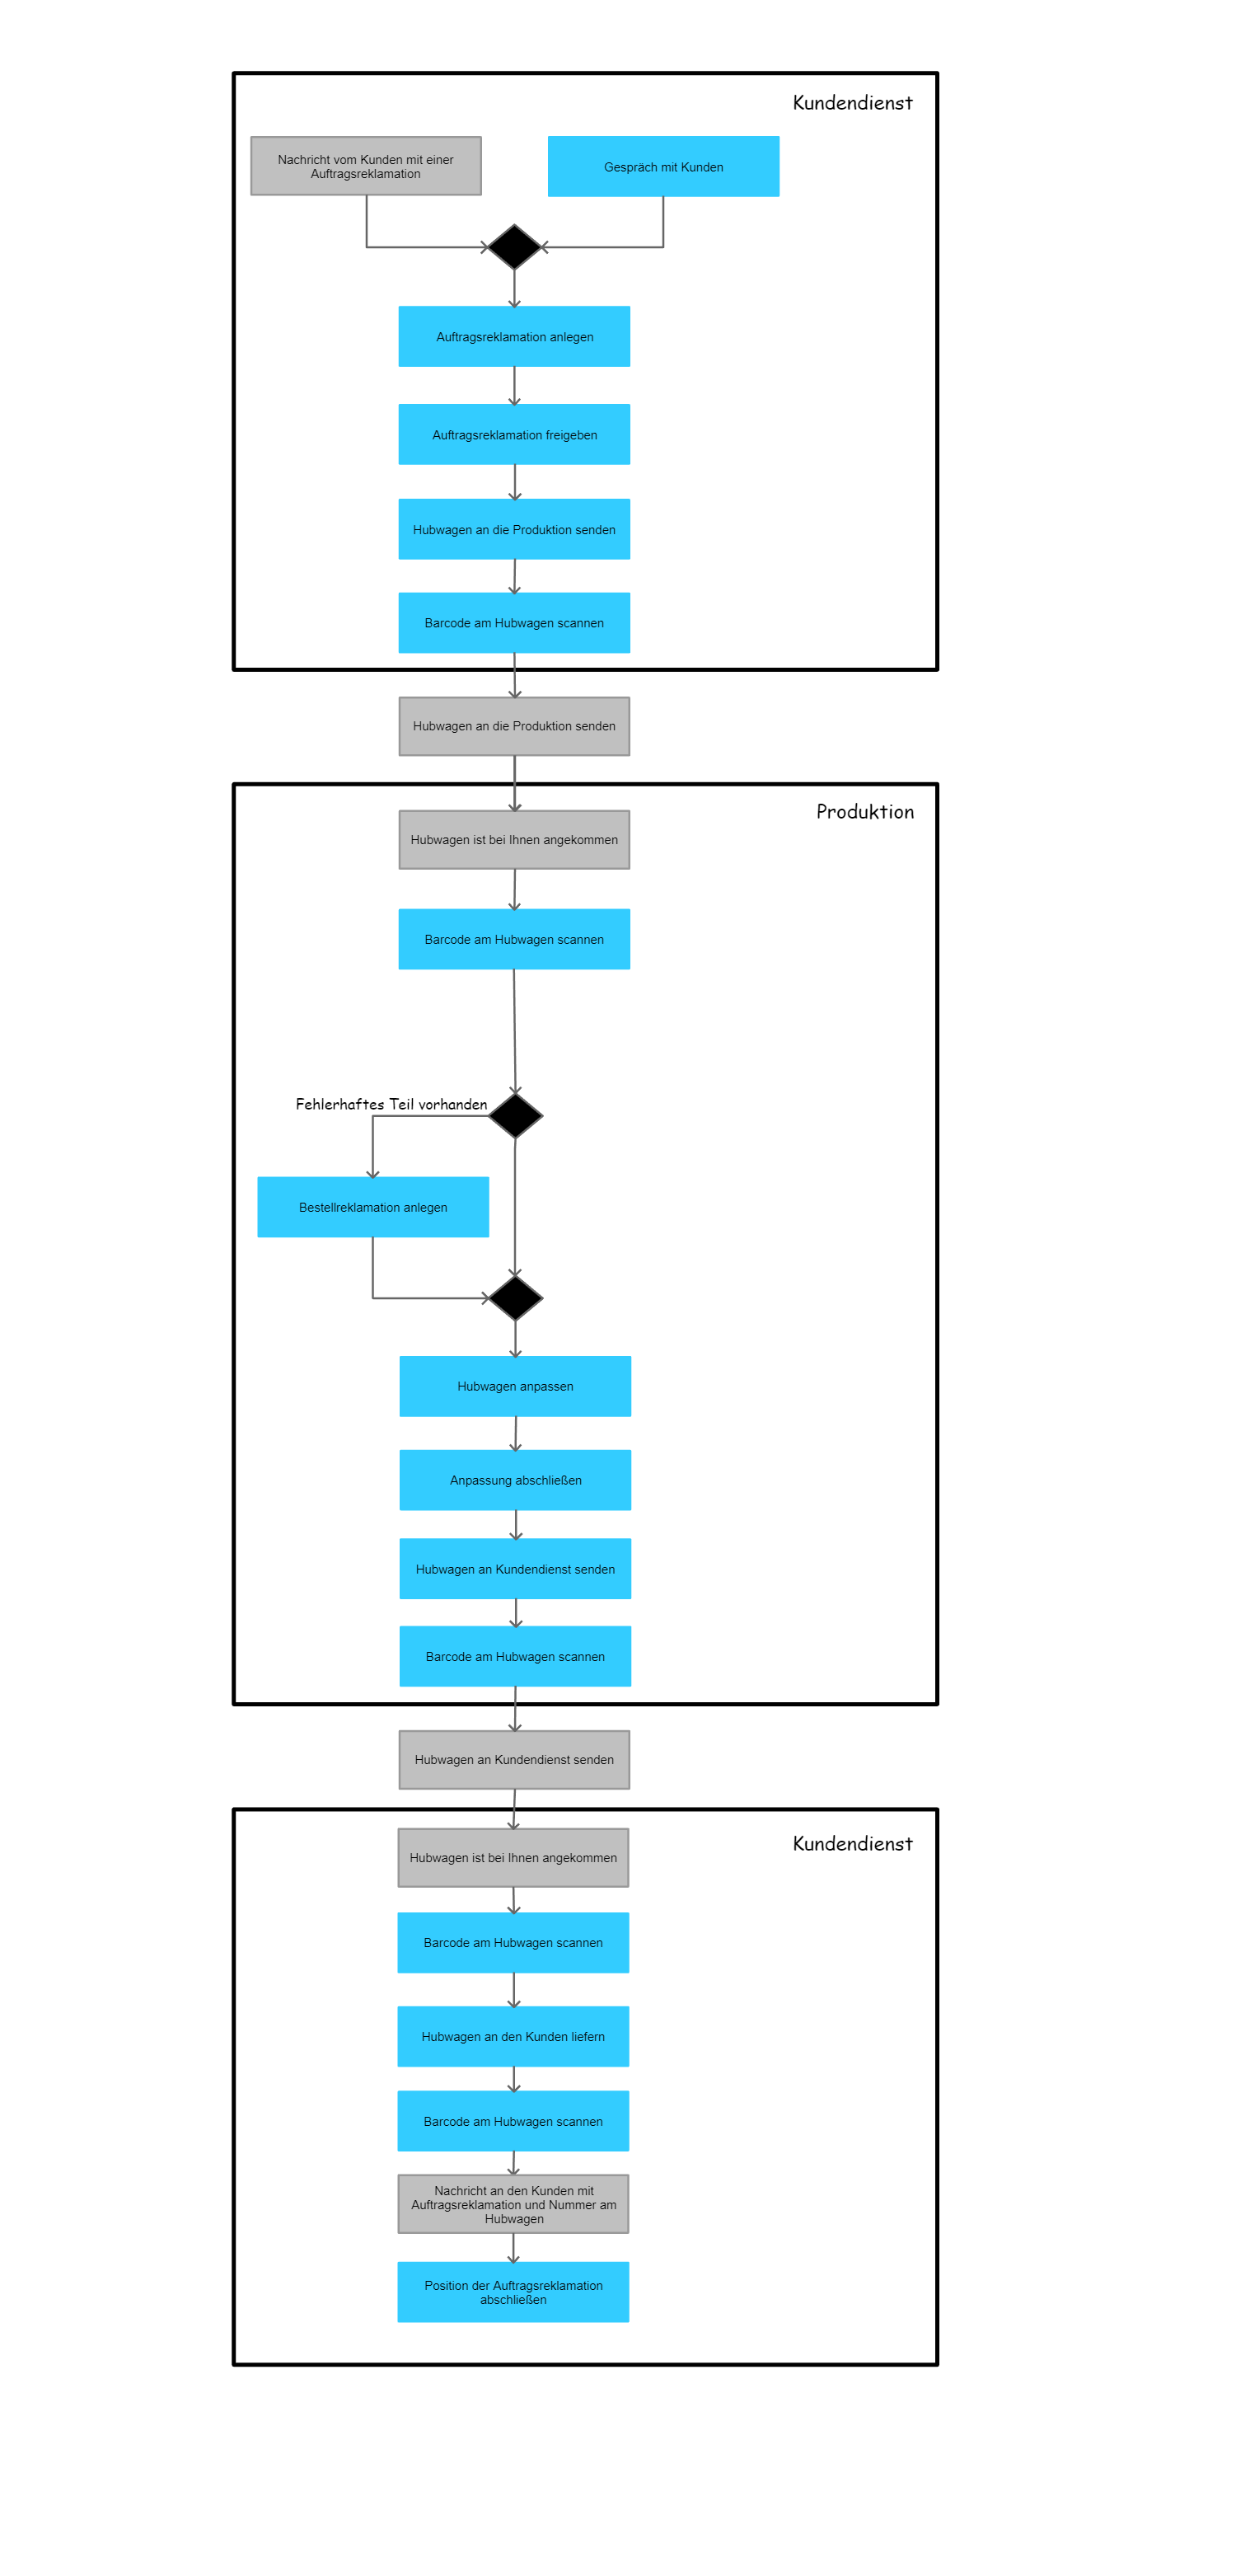 Kundendienst
Nachricht vom Kunden mit einer
Auftragsreklamation
Gespräch mit Kunden
Auftragsreklamation anlegen
Auftragsreklamation freigeben
Hubwagen an die Produktion senden
Barcode am Hubwagen scannen
Hubwagen an die Produktion senden
Produktion
Hubwagen ist bei Ihnen angekommen
Barcode am Hubwagen scannen
Fehlerhaftes Teil vorhanden
Bestellreklamation anlegen
Hubwagen anpassen
Anpassung abschließen
Hubwagen an Kundendienst senden
Barcode am Hubwagen scannen
Hubwagen an Kundendienst senden
Kundendienst
Hubwagen ist bei Ihnen angekommen
Barcode am Hubwagen scannen
Hubwagen an den Kunden liefern
Barcode am Hubwagen scannen
Nachricht an den Kunden mit
Auftragsreklamation und Nummer am
Hubwagen
Position der Auftragsreklamation
abschließen